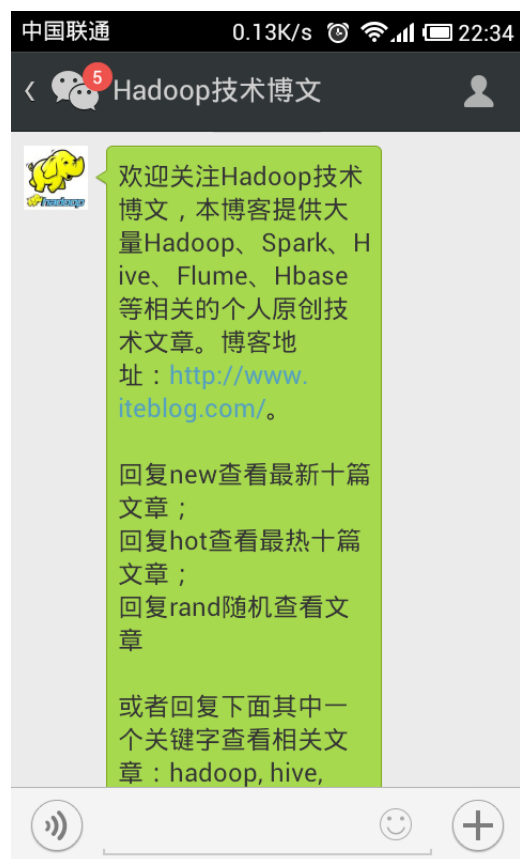 中国联通 0.13K/s 22:34
5
Hadoop技术博文
hadoop
欢迎关注Hadoop技术
博文，本博客提供大
量Hadoop、Spark、H
ive、Flume、Hbase
等相关的个人原创技
术文章。博客地
址：http://www.
iteblog.com/。
回复new查看最新十篇
文章；
回复hot查看最热十篇
文章；
回复rand随机查看文
章
或者回复下面其中一
个关键字查看相关文
章：hadoop, hive,